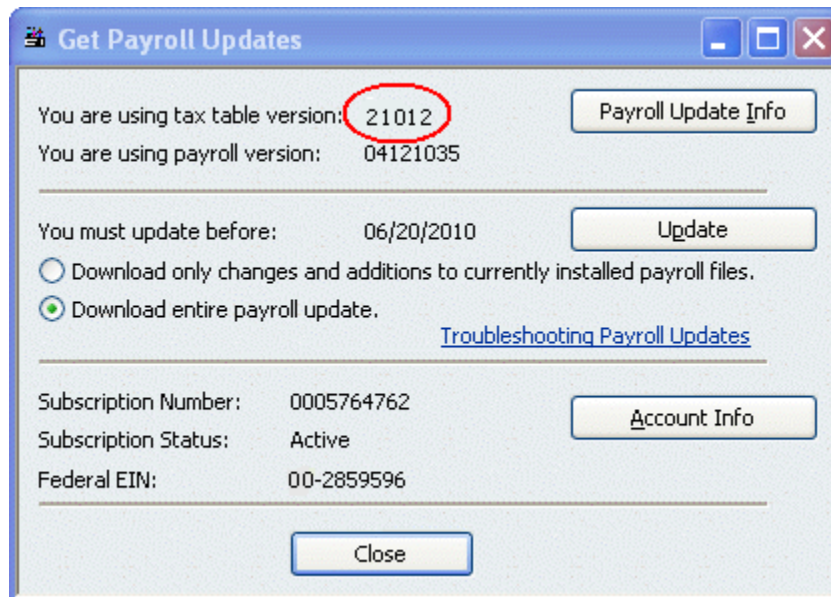 Get Payroll Updates
You are using tax table version: 21012
Payroll Update Info
You are using payroll version: 04121035
You must update before: 06/20/2010
Update
Download only changes and additions to currently installed payroll files.
Download entire payroll update.
Troubleshooting Payroll Updates
Subscription Number: 0005764762
Account Info
Subscription Status: Active
Federal EIN: 00-2859596
Close